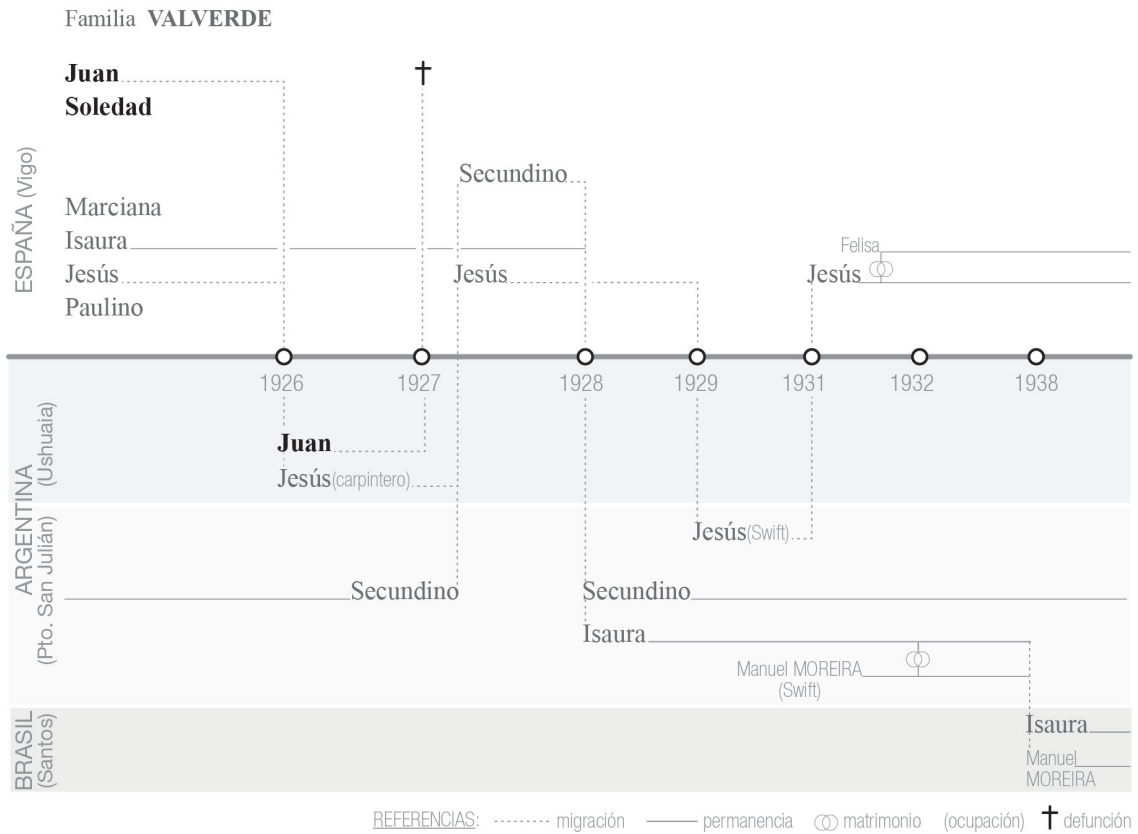 Familia VALVERDE
Juan
Soledad
ESPAÑA (Vigo)
Secundino
Marciana
Isaura
Felisa
Jesús
Jesús
Jesús
Paulino
1926
1927
1928
1929
1931
1932
1938
ARGENTINA
(Ushuaia)
Juan
Jesús(carpintero)
(Pto. San Julián)
Jesús(Swift)
Secundino
Secundino
Isaura
Manuel MOREIRA
(Swift)
BRASIL
(Santos)
Isaura
Manuel
MOREIRA
REFERENCIAS: migración permanencia matrimonio (ocupación) defunción